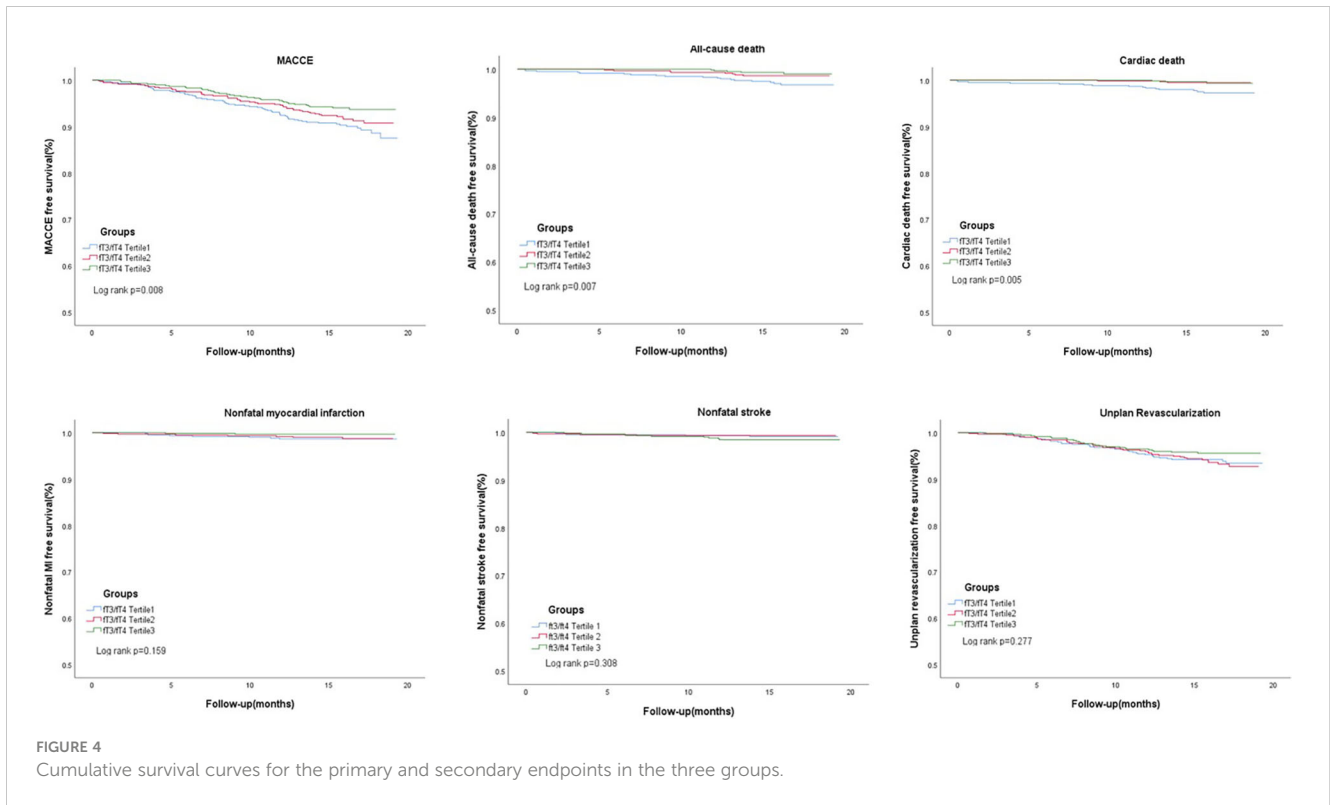 MACCE
MACCE free survival(%)
1.0
0.9
0.8
0.7
0.6
0.5
Groups
fT3/fT4 Tertile1
fT3/fT4 Tertile2
fT3/fT4 Tertile3
Log rank p=0.008
0 5 10 15 20
Follow-up(months)
All-cause death
All-cause death free survival(%)
1.0
0.9
0.8
0.7
0.6
0.5
Groups
fT3/fT4 Tertile1
fT3/fT4 Tertile2
fT3/fT4 Tertile3
Log rank p=0.007
0 5 10 15 20
Follow-up(months)
Cardiac death
Cardiac death free survival(%)
1.0
0.9
0.8
0.7
0.6
0.5
Groups
fT3/fT4 Tertile1
fT3/fT4 Tertile2
fT3/fT4 Tertile3
Log rank p=0.005
0 5 10 15 20
Follow-up(months)
Nonfatal myocardial infarction
Nonfatal MI free survival(%)
1.0
0.9
0.8
0.7
0.6
0.5
Groups
fT3/fT4 Tertile1
fT3/fT4 Tertile2
fT3/fT4 Tertile3
Log rank p=0.159
0 5 10 15 20
Follow-up(months)
Nonfatal stroke
Nonfatal stroke free survival(%)
1.0
0.9
0.8
0.7
0.6
0.5
Groups
ft3/ft4 Tertile 1
ft3/ft4 Tertile 2
ft3/ft4 Tertile 3
Log rank p=0.308
0 5 10 15 20
Follow-up(months)
Unplan Revascularization
Unplan revascularization free survival(%)
1.0
0.9
0.8
0.7
0.6
0.5
Groups
fT3/fT4 Tertile1
fT3/fT4 Tertile2
fT3/fT4 Tertile3
Log rank p=0.277
0 5 10 15 20
Follow-up(months)
FIGURE 4
Cumulative survival curves for the primary and secondary endpoints in the three groups.